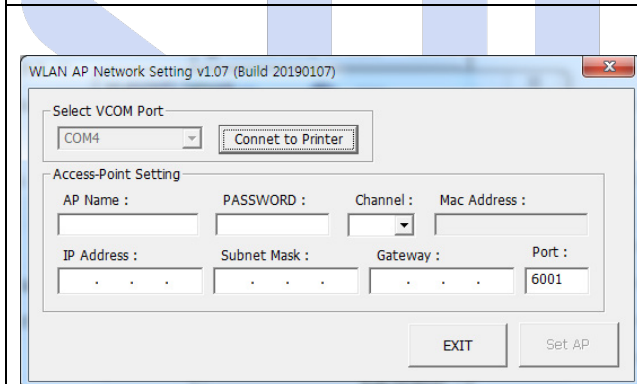 WLAN AP Network Setting v1.07 (Build 20190107)
Select VCOM Port
COM4
Connet to Printer
Access-Point Setting
AP Name : PASSWORD : Channel : Mac Address :
IP Address : Subnet Mask : Gateway : Port :
. . . . . . . . . 6001
EXIT Set AP